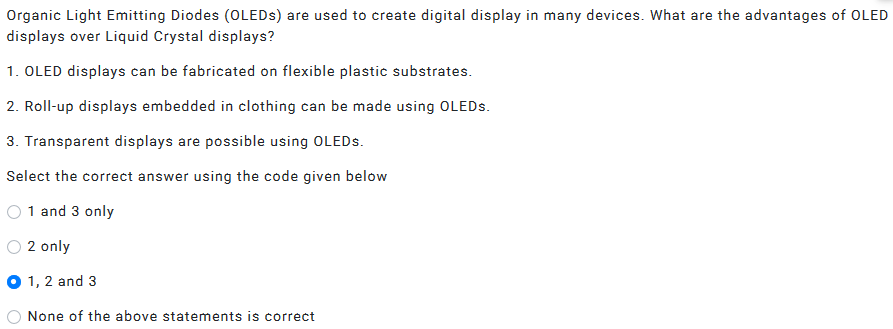 Organic Light Emitting Diodes (OLEDs) are used to create digital display in many devices. What are the advantages of OLED
displays over Liquid Crystal displays?
1. OLED displays can be fabricated on flexible plastic substrates.
2. Roll-up displays embedded in clothing can be made using OLEDs.
3. Transparent displays are possible using OLEDs.
Select the correct answer using the code given below
1 and 3 only
2 only
1, 2 and 3
None of the above statements is correct